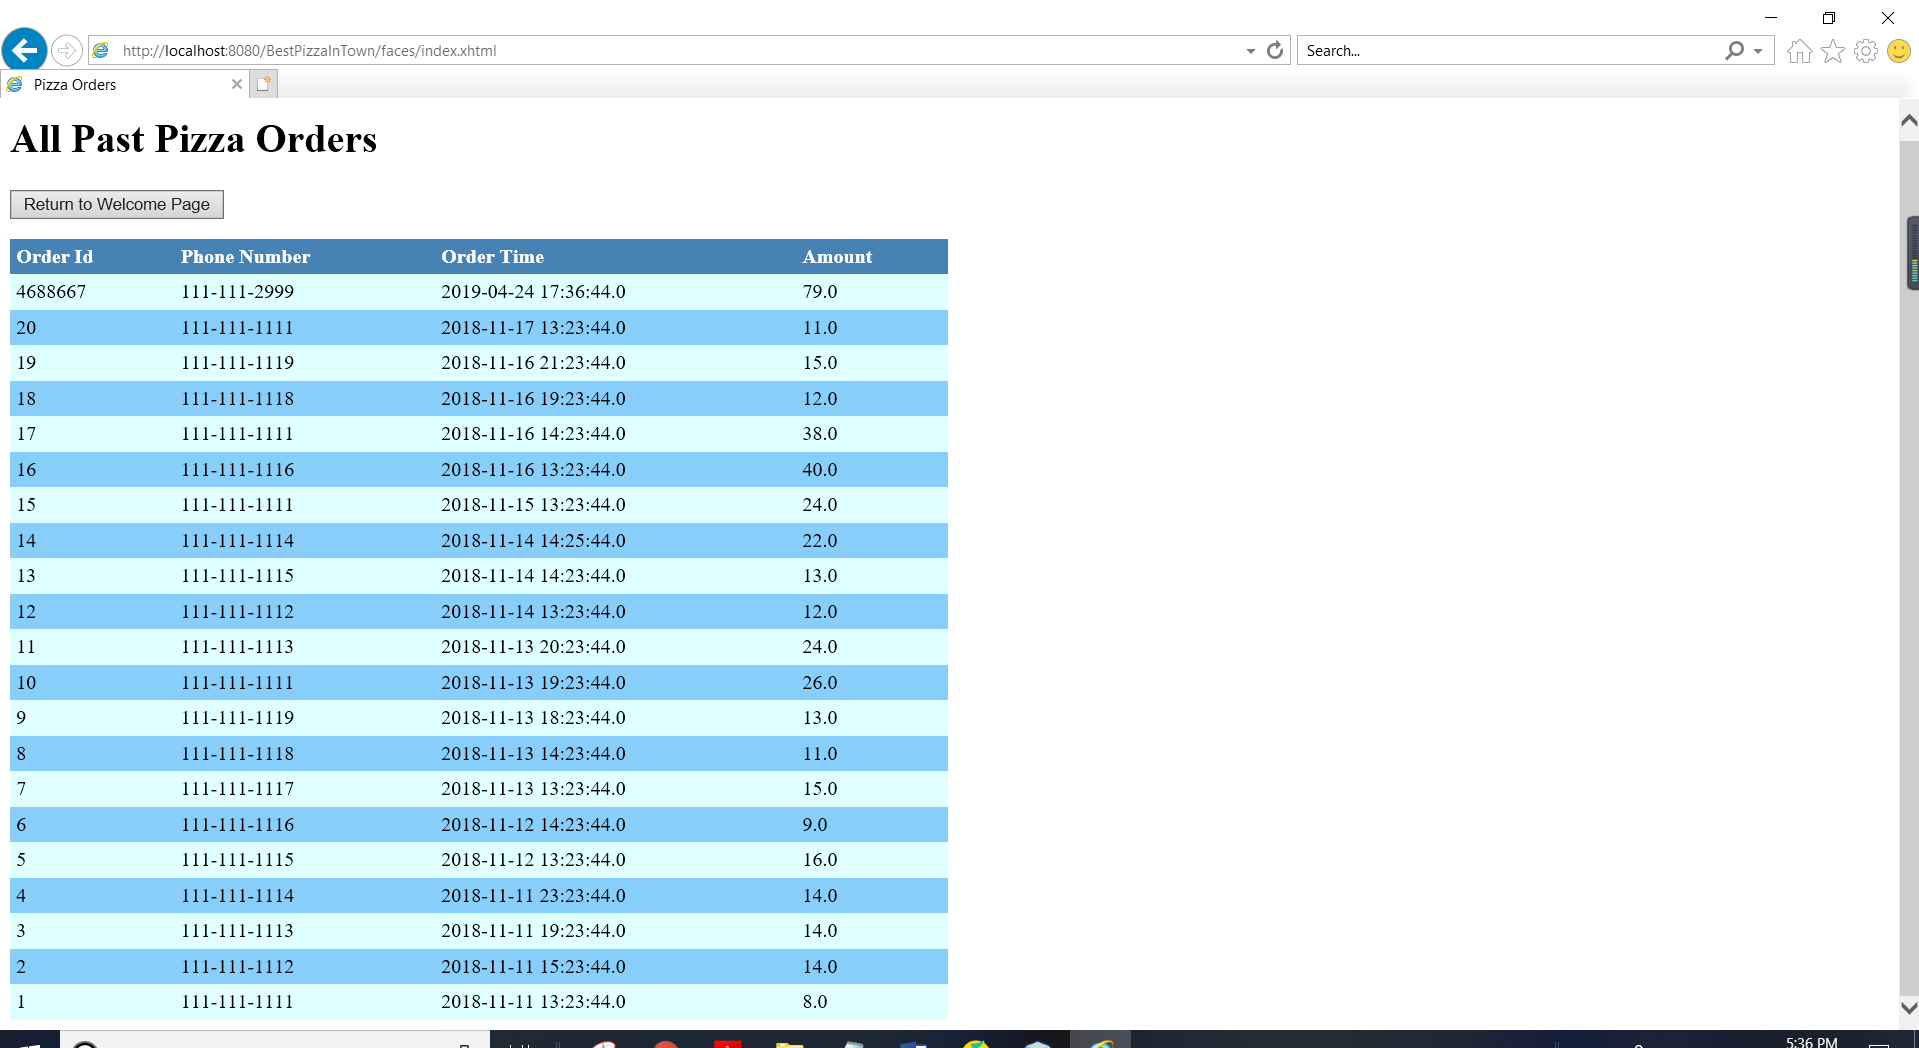 http://localhost:8080/BestPizzaInTown/faces/index.xhtml
Search...
Pizza Orders
All Past Pizza Orders
Return to Welcome Page
Order Id Phone Number Order Time Amount
4688667 111-111-2999 2019-04-24 17:36:44.0 79.0
20 111-111-1111 2018-11-17 13:23:44.0 11.0
19 111-111-1119 2018-11-16 21:23:44.0 15.0
18 111-111-1118 2018-11-16 19:23:44.0 12.0
17 111-111-1111 2018-11-16 14:23:44.0 38.0
16 111-111-1116 2018-11-16 13:23:44.0 40.0
15 111-111-1111 2018-11-15 13:23:44.0 24.0
14 111-111-1114 2018-11-14 14:25:44.0 22.0
13 111-111-1115 2018-11-14 14:23:44.0 13.0
12 111-111-1112 2018-11-14 13:23:44.0 12.0
11 111-111-1113 2018-11-13 20:23:44.0 24.0
10 111-111-1111 2018-11-13 19:23:44.0 26.0
9 111-111-1119 2018-11-13 18:23:44.0 13.0
8 111-111-1118 2018-11-13 14:23:44.0 11.0
7 111-111-1117 2018-11-13 13:23:44.0 15.0
6 111-111-1116 2018-11-12 14:23:44.0 9.0
5 111-111-1115 2018-11-12 13:23:44.0 16.0
4 111-111-1114 2018-11-11 23:23:44.0 14.0
3 111-111-1113 2018-11-11 19:23:44.0 14.0
2 111-111-1112 2018-11-11 15:23:44.0 14.0
1 111-111-1111 2018-11-11 13:23:44.0 8.0
5:36 PM